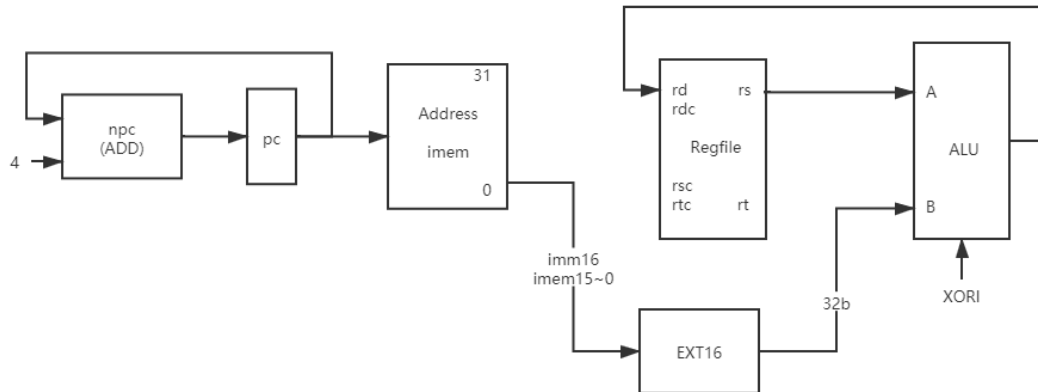 npc
(ADD)
4
pc
31
Address
imem
0
imm16
imem15~0
rd
rs
rdc
Regfile
rsc
rtc
rt
A
ALU
B
XORI
32b
EXT16